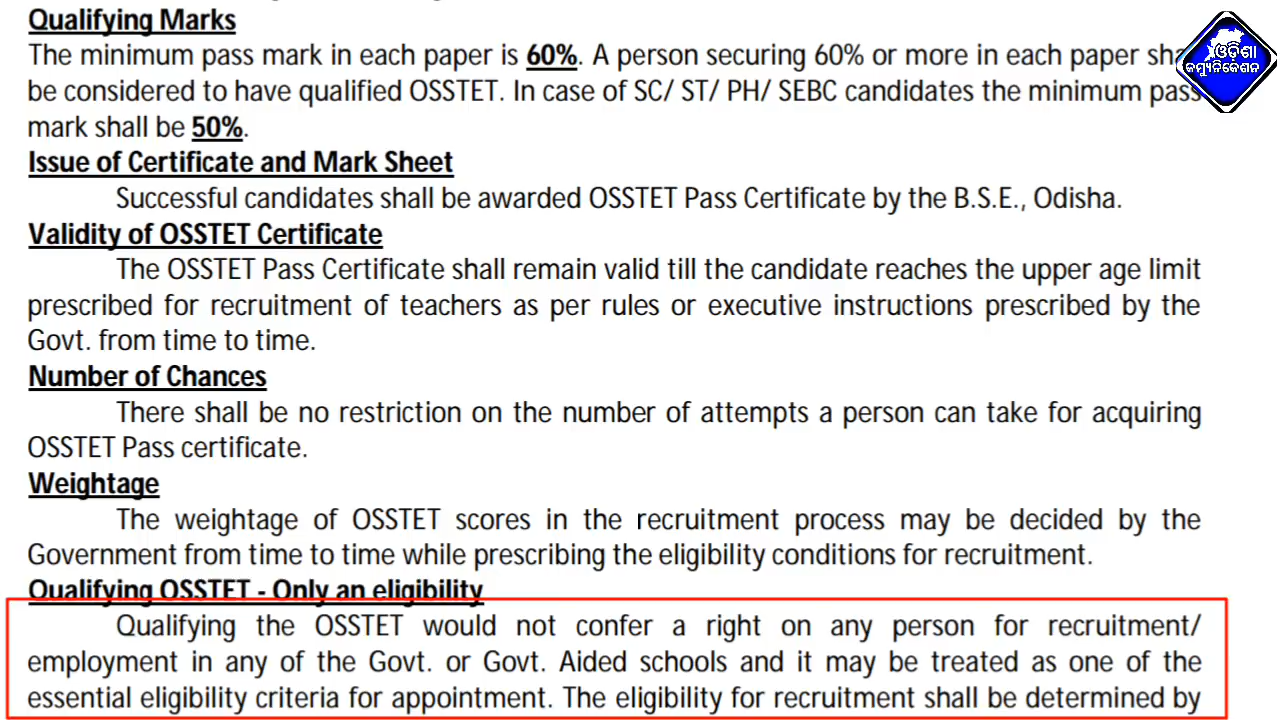 Qualifying Marks
The minimum pass mark in each paper is 60%. A person securing 60% or more in each paper
be considered to have qualified OSSTET. In case of SC/ ST/ PH/ SEBC candidates the minimum pass
mark shall be 50%.
Issue of Certificate and Mark Sheet
Successful candidates shall be awarded OSSTET Pass Certificate by the B.S.E., Odisha.
Validity of OSSTET Certificate
The OSSTET Pass Certificate shall remain valid till the candidate reaches the upper age limit
prescribed for recruitment of teachers as per rules or executive instructions prescribed by the
Govt. from time to time.
Number of Chances
There shall be no restriction on the number of attempts a person can take for acquiring
OSSTET Pass certificate.
Weightage
The weightage of OSSTET scores in the recruitment process may be decided by the
Government from time to time while prescribing the eligibility conditions for recruitment.
Qualifying OSSTET - Only an eligibility
Qualifying the OSSTET would not confer a right on any person for recruitment/
employment in any of the Govt. or Govt. Aided schools and it may be treated as one of the
essential eligibility criteria for appointment. The eligibility for recruitment shall be determined by
ଓଡ଼ିଶା
କମ୍ୟୁନିକେଶନ